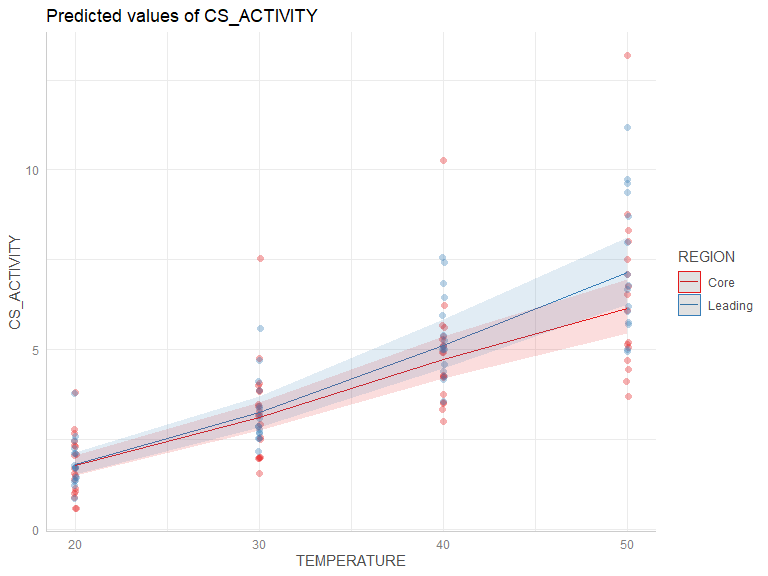 Predicted values of CS_ACTIVITY
10
5
0
CS_ACTIVITY
20 30 40 50
TEMPERATURE
REGION
Core
Leading